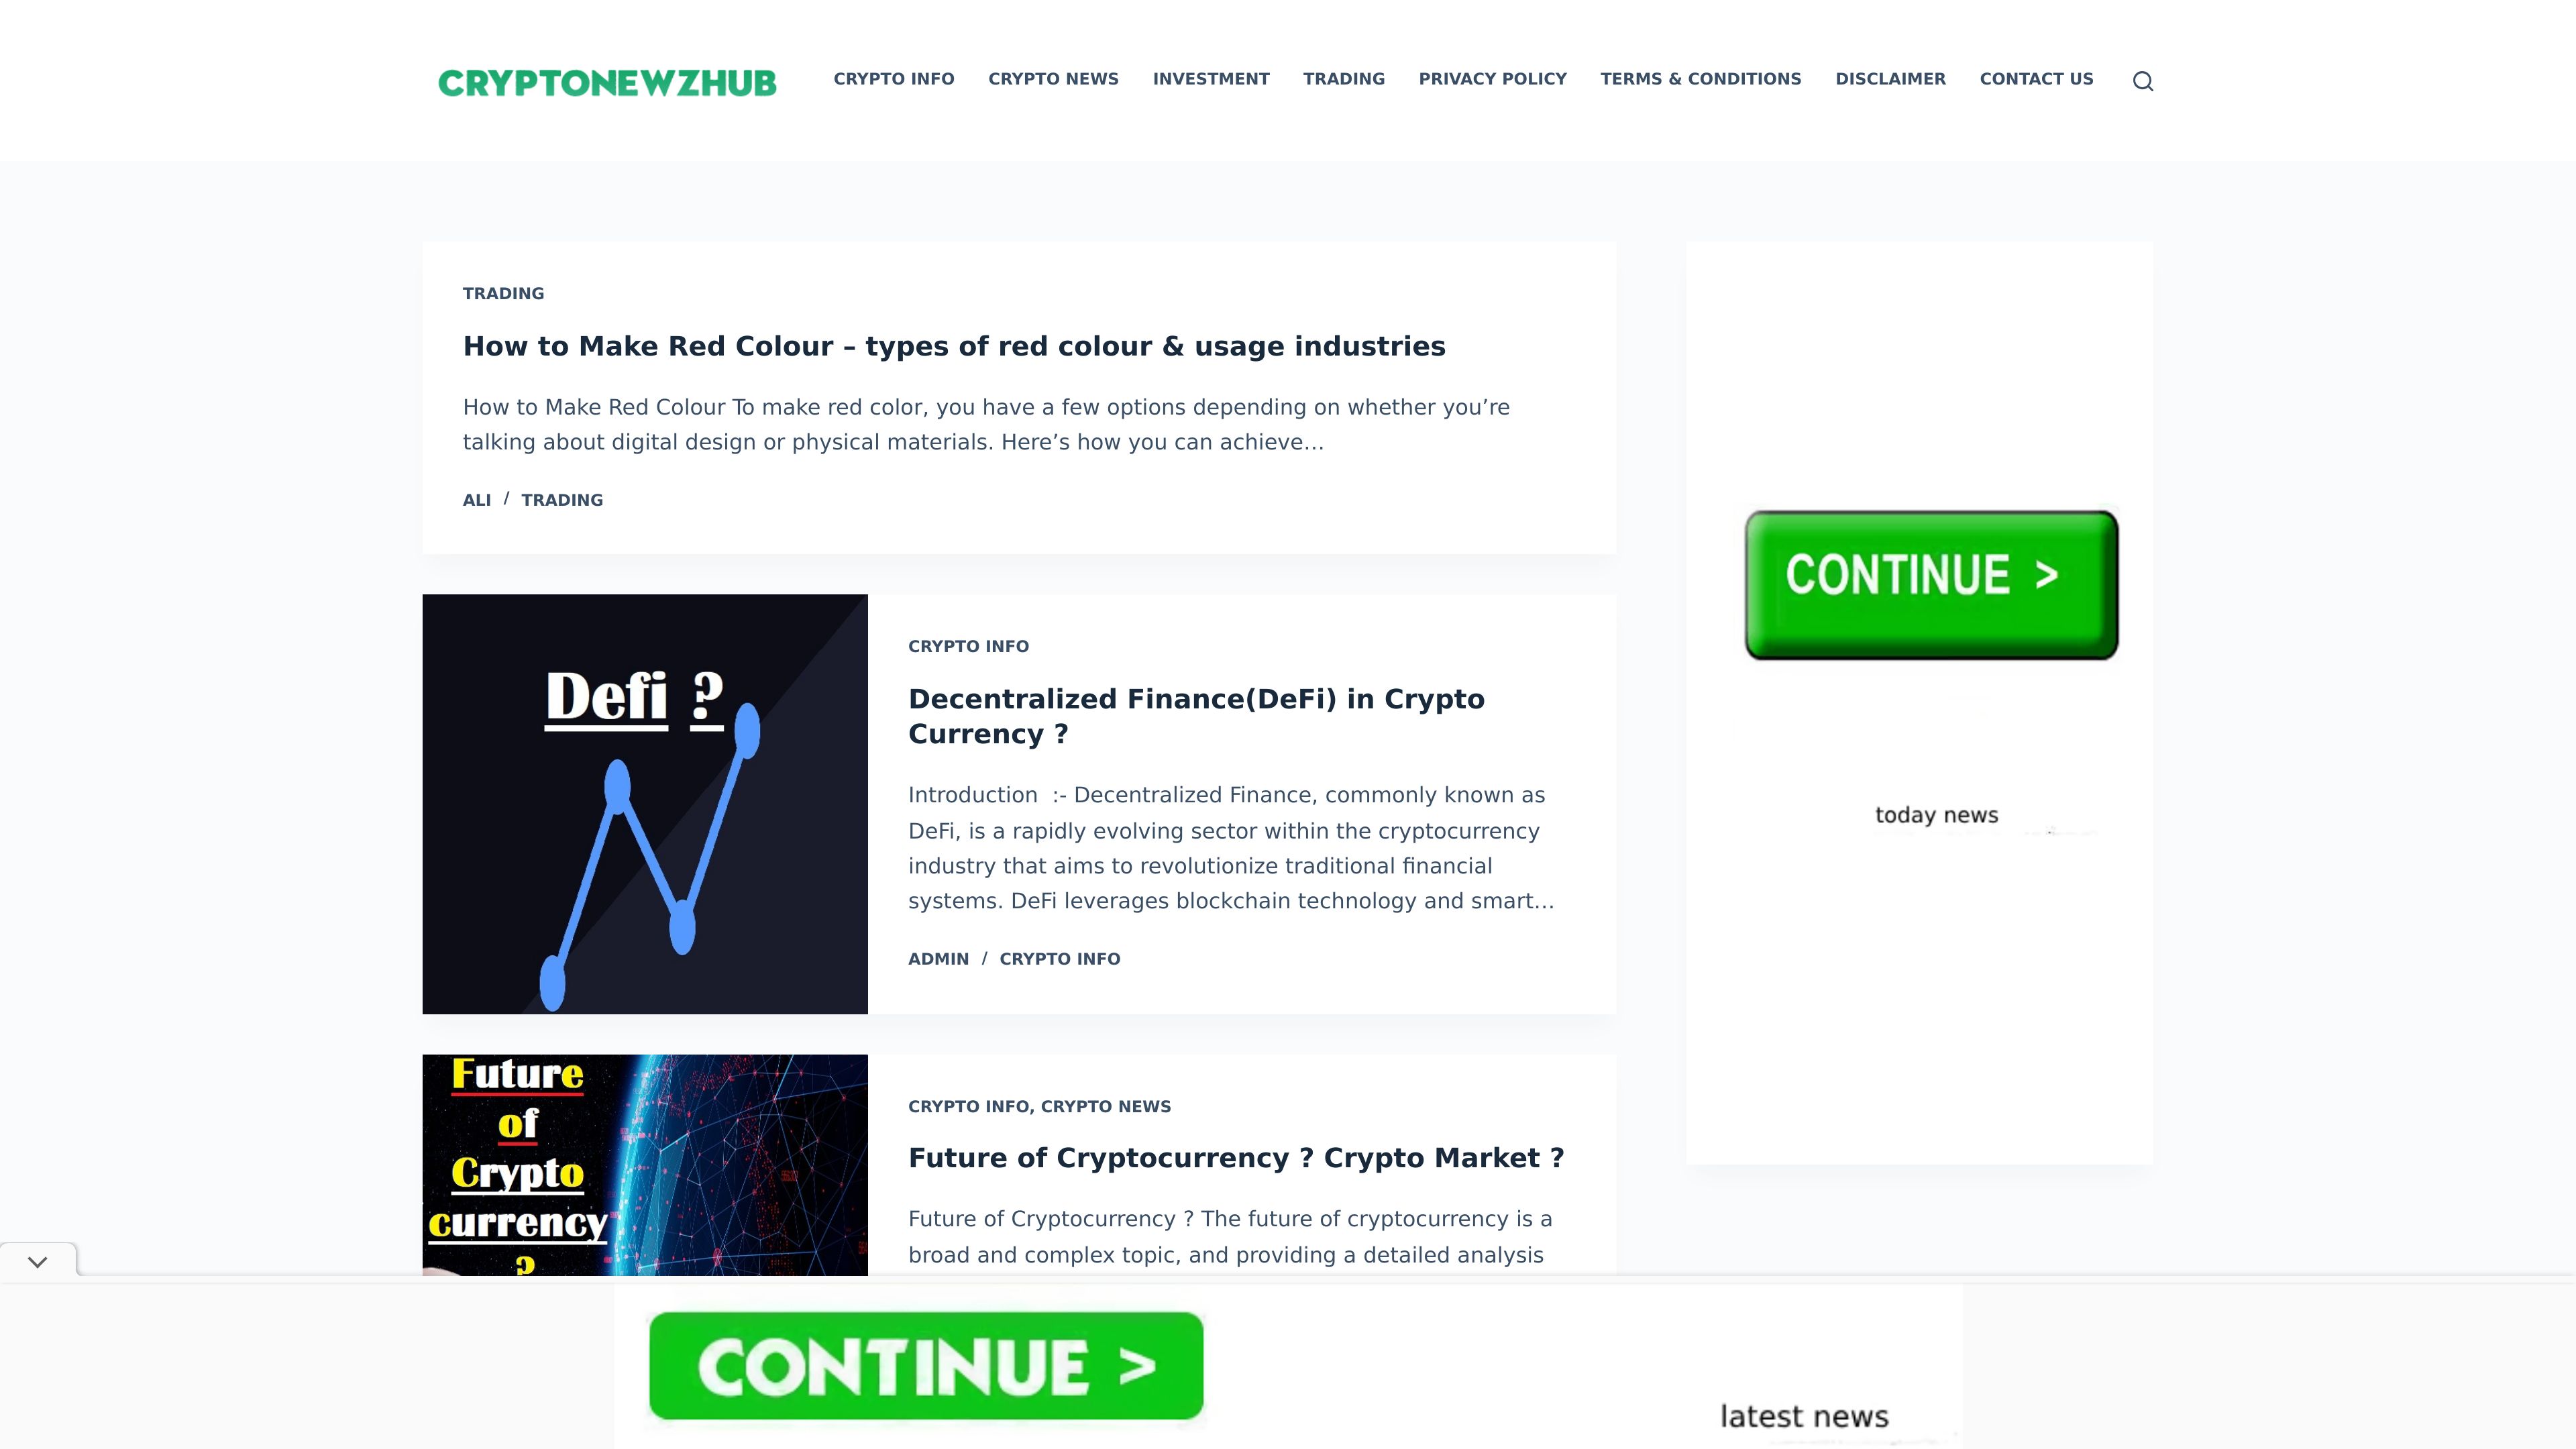 CRYPTONEWZHUB
CRYPTO INFO
CRYPTO NEWS
INVESTMENT
TRADING
PRIVACY POLICY
TERMS & CONDITIONS
DISCLAIMER
CONTACT US
TRADING
How to Make Red Colour – types of red colour & usage industries
How to Make Red Colour To make red color, you have a few options depending on whether you’re
talking about digital design or physical materials. Here’s how you can achieve…
ALI / TRADING
Defi ?
CRYPTO INFO
Decentralized Finance(DeFi) in Crypto
Currency ?
Introduction :- Decentralized Finance, commonly known as
DeFi, is a rapidly evolving sector within the cryptocurrency
industry that aims to revolutionize traditional financial
systems. DeFi leverages blockchain technology and smart…
ADMIN / CRYPTO INFO
Future
of
Crypto
currency
?
CRYPTO INFO, CRYPTO NEWS
Future of Cryptocurrency ? Crypto Market ?
Future of Cryptocurrency ? The future of cryptocurrency is a
broad and complex topic, and providing a detailed analysis
CONTINUE >
today news
CONTINUE >
latest news